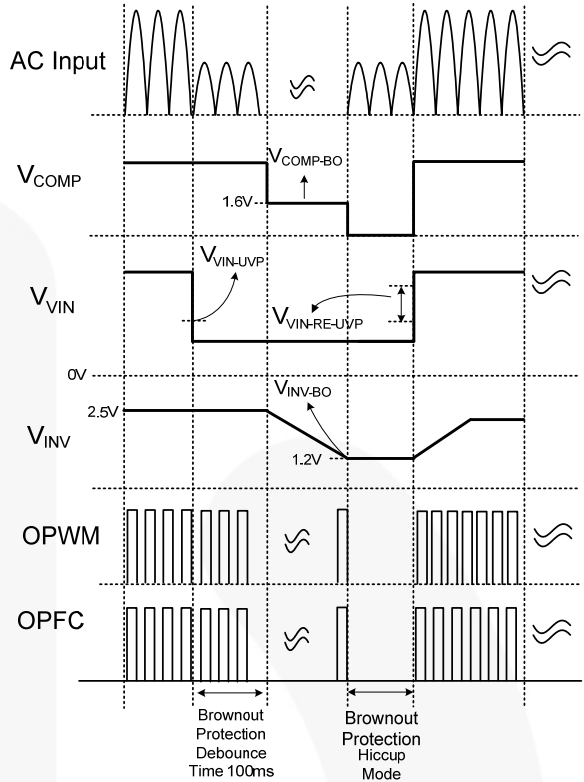 AC Input
VCOMP
VCOMP-BO
1.6V
VVIN
VVIN-UVP
VVIN-RE-UVP
0V
VINV
2.5V
VINV-BO
1.2V
OPWM
OPFC
Brownout
Protection
Debounce
Time 100ms
Brownout
Protection
Hiccup
Mode